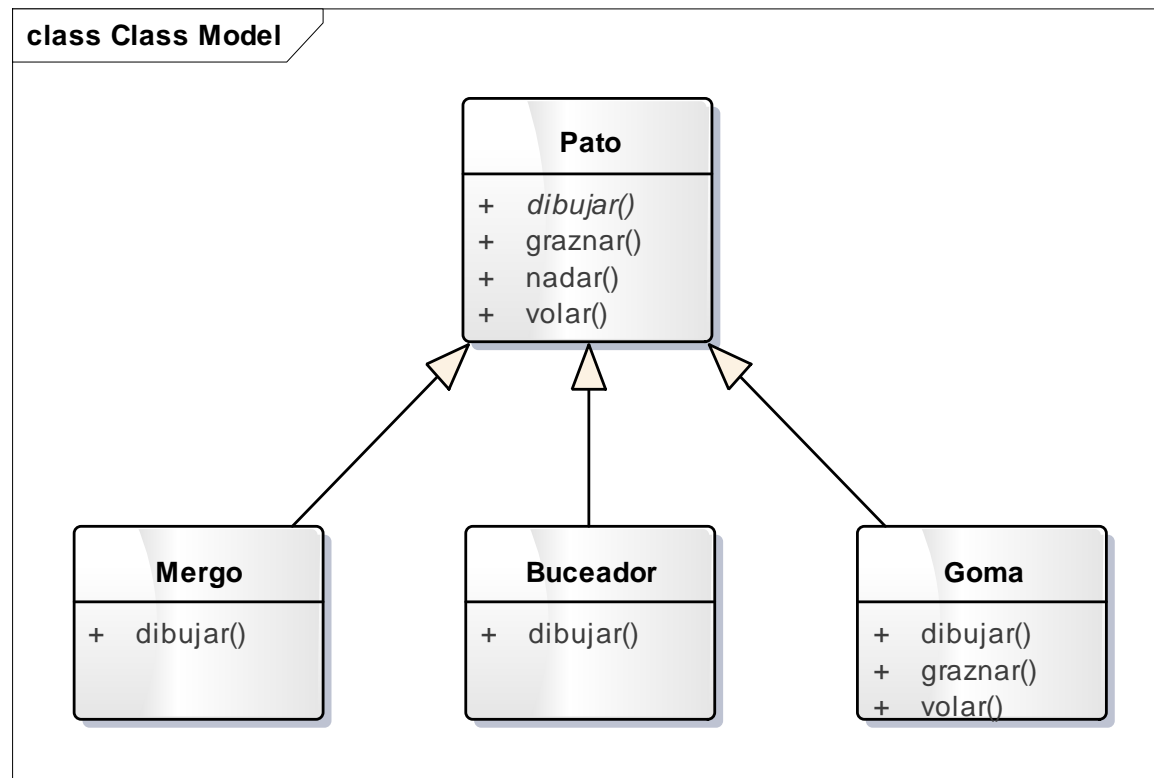 class Class Model
Pato
+ dibujar()
+ graznar()
+ nadar()
+ volar()
Mergo
+ dibujar()
Buceador
+ dibujar()
Goma
+ dibujar()
+ graznar()
+ volar()